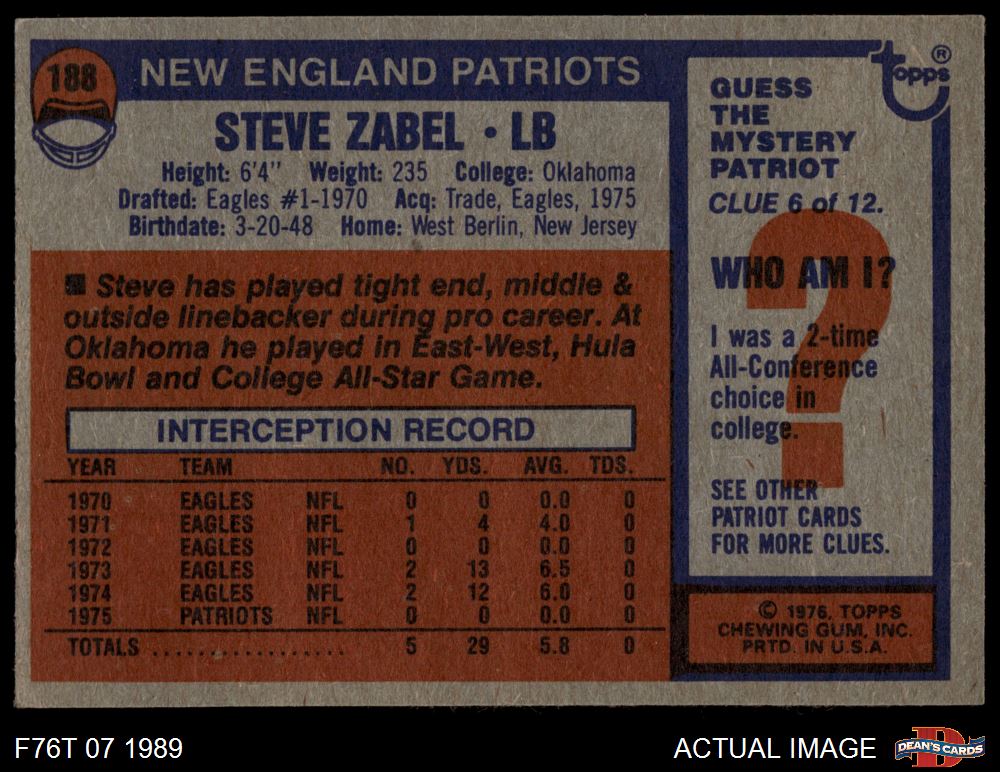 188
NEW ENGLAND PATRIOTS
STEVE ZABEL • LB
Height: 6'4" Weight: 235 College: Oklahoma
Drafted: Eagles #1-1970 Acq: Trade, Eagles, 1975
Birthdate: 3-20-48 Home: West Berlin, New Jersey
■ Steve has played tight end, middle &
outside linebacker during pro career. At
Oklahoma he played in East-West, Hula
Bowl and College All-Star Game.
INTERCEPTION RECORD
YEAR TEAM NO. YDS. AVG. TDS.
1970 EAGLES NFL 0 0 0.0 0
1971 EAGLES NFL 1 4 4.0 0
1972 EAGLES NFL 0 0 0.0 0
1973 EAGLES NFL 2 13 6.5 0
1974 EAGLES NFL 2 12 6.0 0
1975 PATRIOTS NFL 0 0 0.0 0
TOTALS .................. 5 29 5.8 0
topps ®
GUESS
THE
MYSTERY
PATRIOT
CLUE 6 of 12.
?
WHO AM I?
I was a 2-time
All-Conference
choice in
college.
SEE OTHER
PATRIOT CARDS
FOR MORE CLUES.
© 1976, TOPPS
CHEWING GUM, INC.
PRTD. IN U.S.A.
F76T 07 1989
ACTUAL IMAGE
D
DEAN'S CARDS